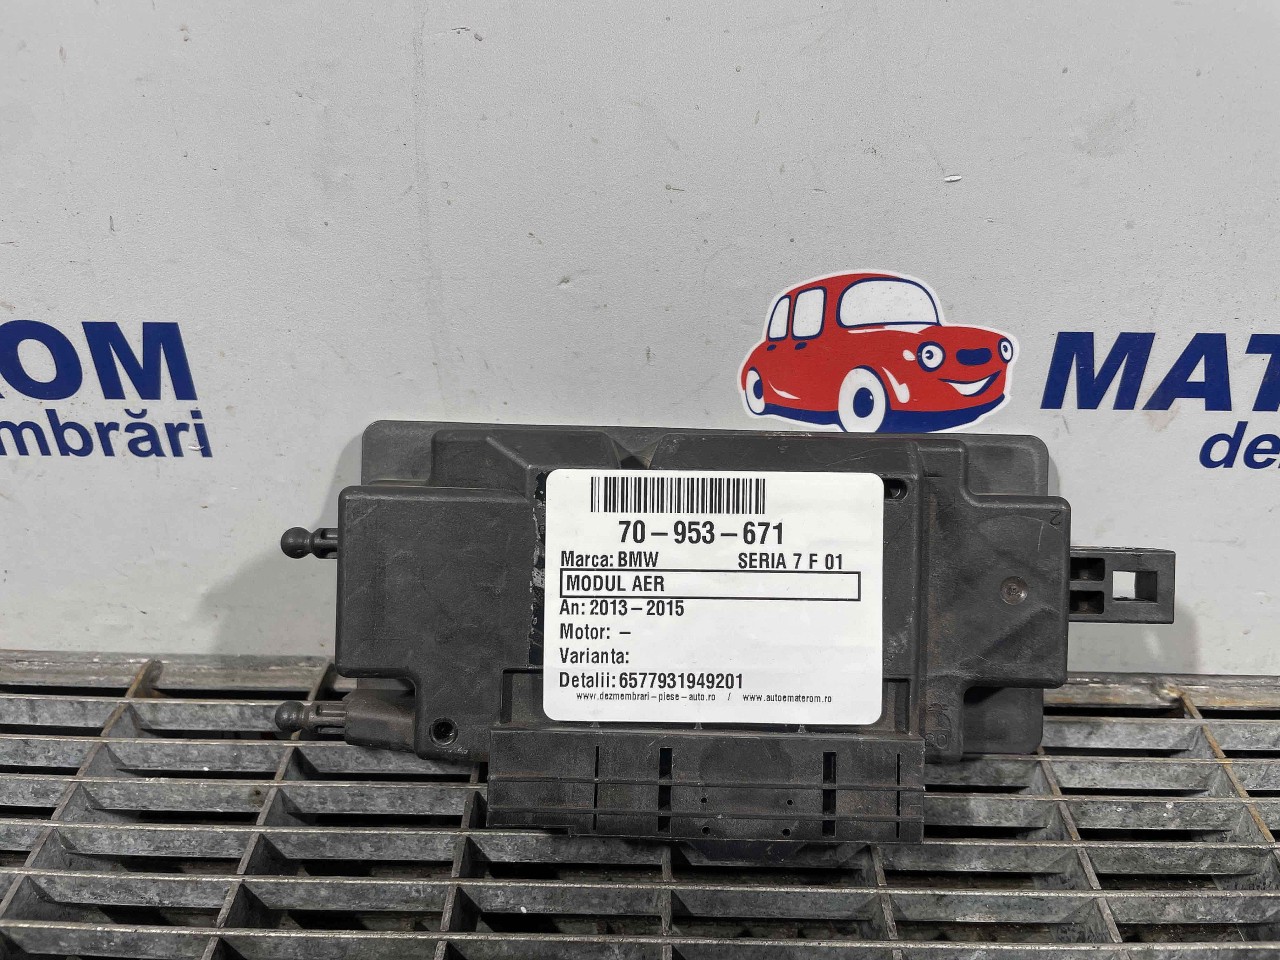 OM
mbrări
MAT
de
70-953-671
Marca: BMW SERIA 7 F 01
MODUL AER
An: 2013-2015
Motor: -
Varianta:
Detalii: 6577931949201
www.dezmembrari-piese-auto.ro / www.autoematerom.ro